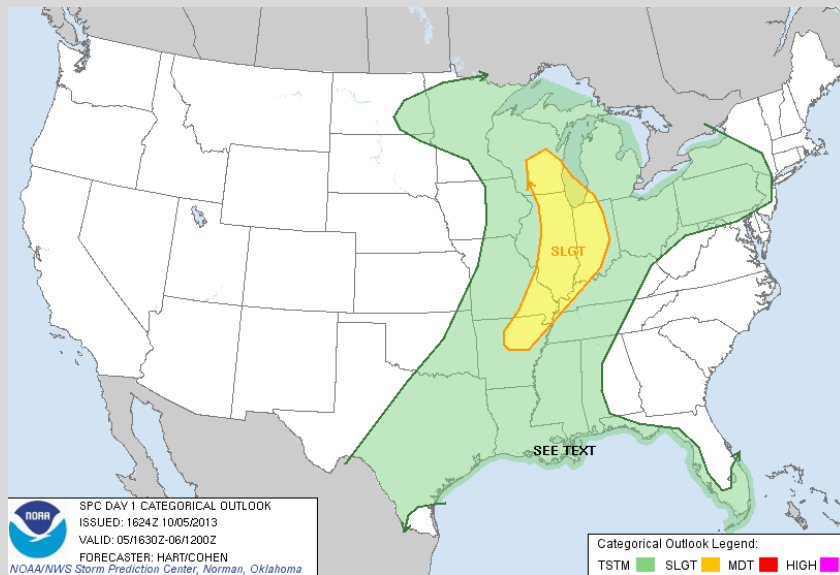 SLGT
SEE TEXT
NOAA
SPC DAY 1 CATEGORICAL OUTLOOK
ISSUED: 1624Z 10/05/2013
VALID: 05/1630Z-06/1200Z
FORECASTER: HART/COHEN
NOAA/NWS Storm Prediction Center, Norman, Oklahoma
Categorical Outlook Legend:
TSTM SLGT MDT HIGH